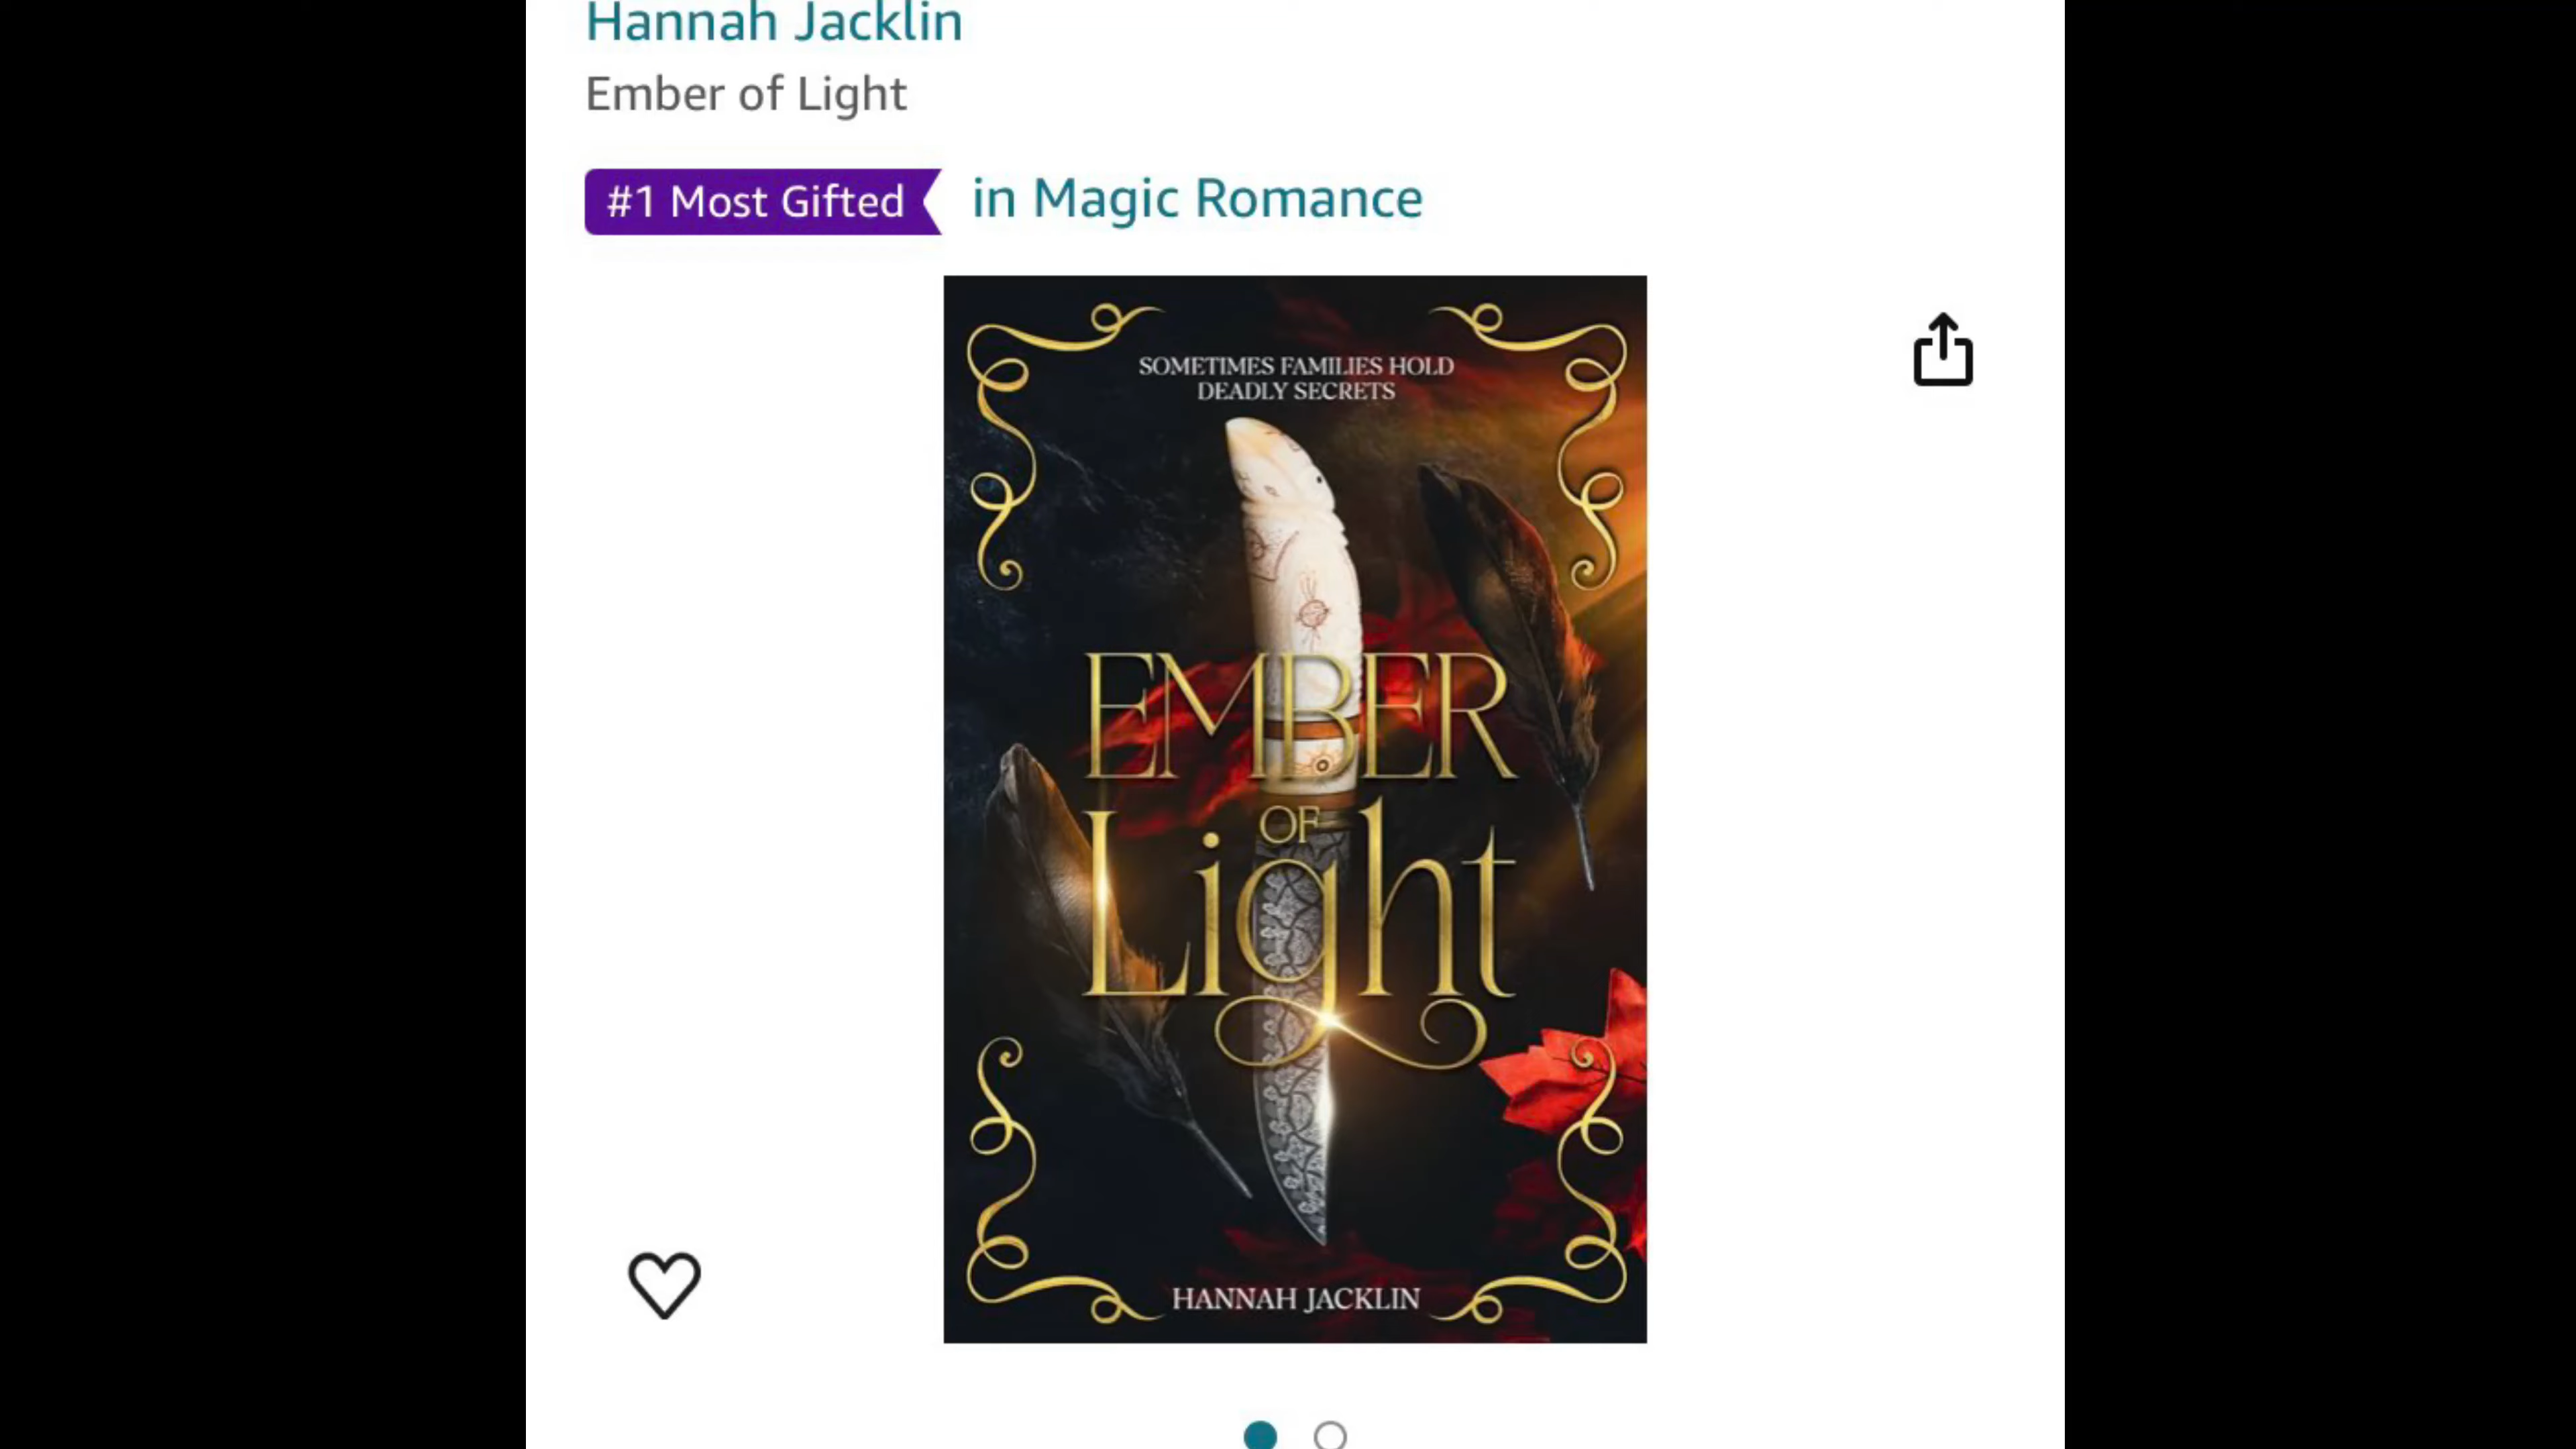 Hannah Jacklin
Ember of Light
#1 Most Gifted in Magic Romance
SOMETIMES FAMILIES HOLD
DEADLY SECRETS
EMBER
OF
Light
HANNAH JACKLIN